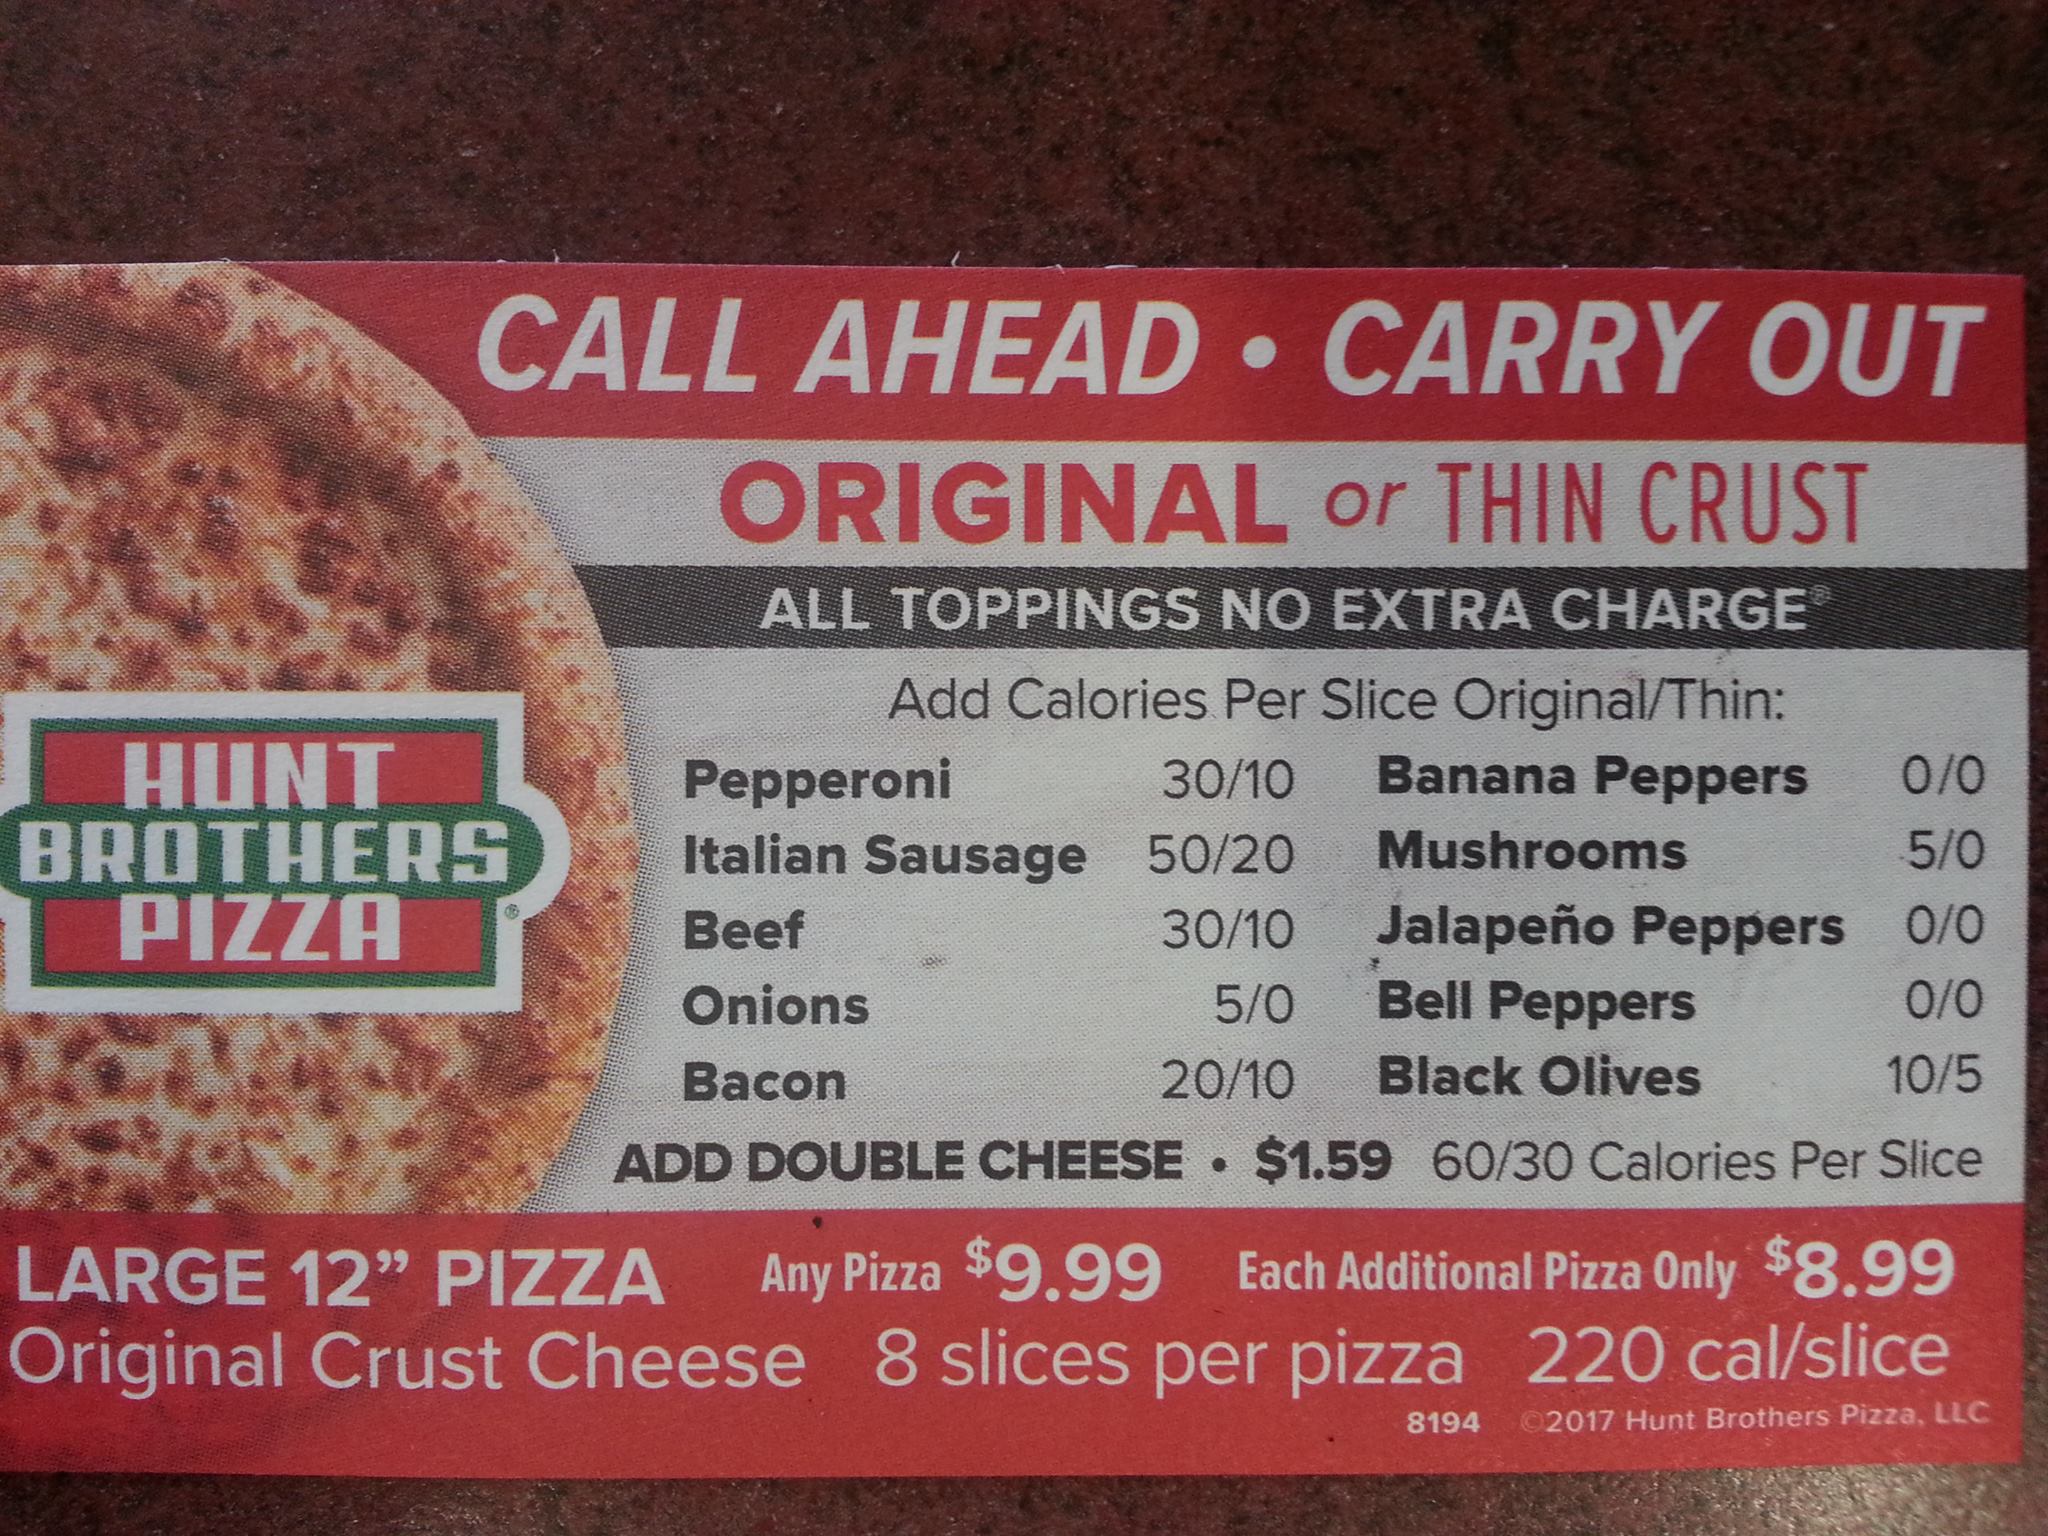 CALL AHEAD • CARRY OUT
ORIGINAL or THIN CRUST
ALL TOPPINGS NO EXTRA CHARGE®
Add Calories Per Slice Original/Thin:
Pepperoni 30/10 Banana Peppers 0/0
Italian Sausage 50/20 Mushrooms 5/0
Beef 30/10 Jalapeño Peppers 0/0
Onions 5/0 Bell Peppers 0/0
Bacon 20/10 Black Olives 10/5
ADD DOUBLE CHEESE • $1.59 60/30 Calories Per Slice
HUNT
BROTHERS
PIZZA®
LARGE 12” PIZZA Any Pizza $9.99 Each Additional Pizza Only $8.99
Original Crust Cheese 8 slices per pizza 220 cal/slice
8194 ©2017 Hunt Brothers Pizza, LLC